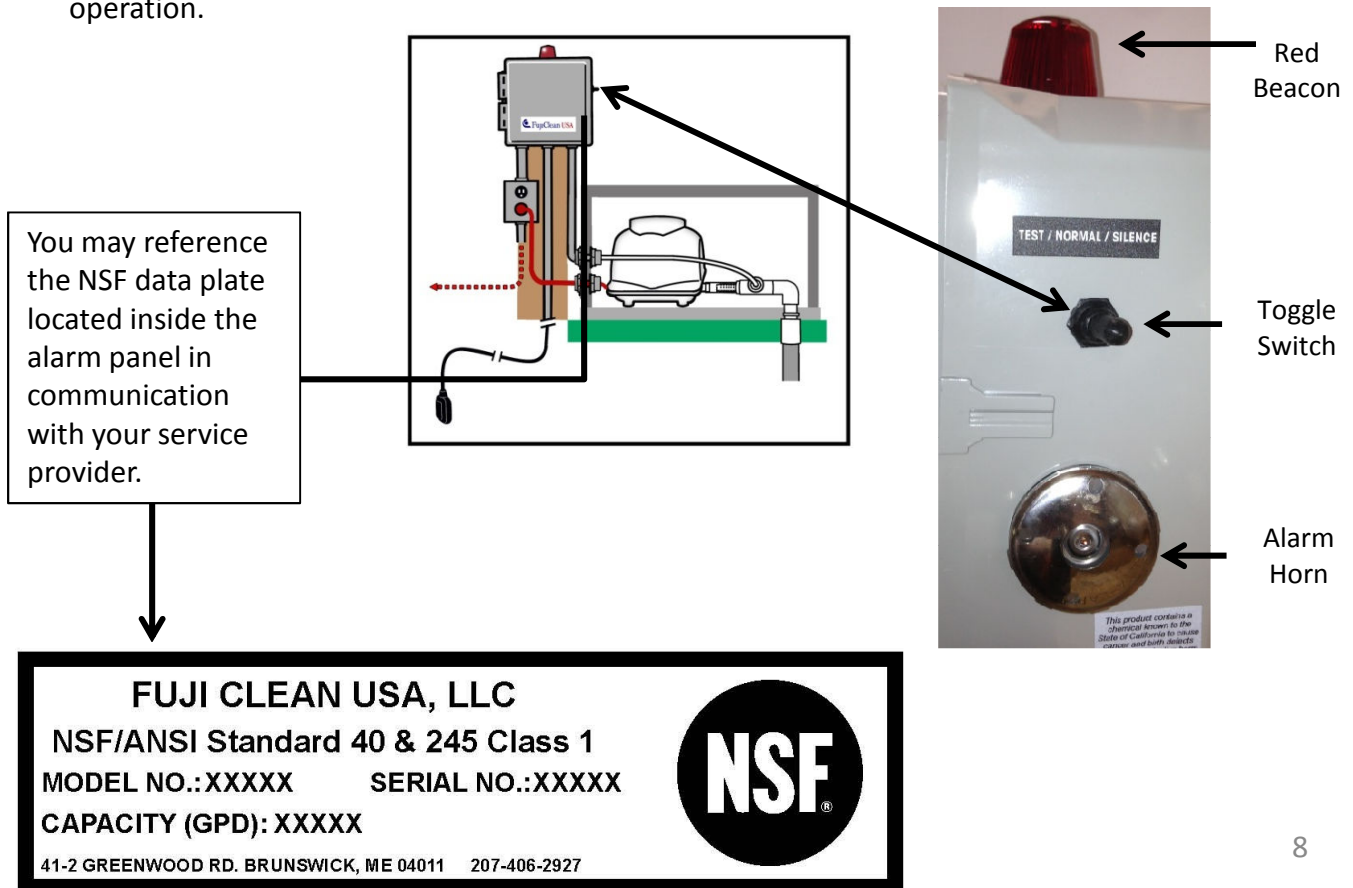 operation.
FujiClean USA
Red
Beacon
TEST / NORMAL / SILENCE
You may reference
the NSF data plate
located inside the
alarm panel in
communication
with your service
provider.
Toggle
Switch
Alarm
Horn
This product contains a
chemical known to the
State of California to cause
cancer and birth defects
FUJI CLEAN USA, LLC
NSF/ANSI Standard 40 & 245 Class 1
MODEL NO.:XXXXX SERIAL NO.:XXXXX
CAPACITY (GPD): XXXXX
41-2 GREENWOOD RD. BRUNSWICK, ME 04011 207-406-2927
NSF®
8